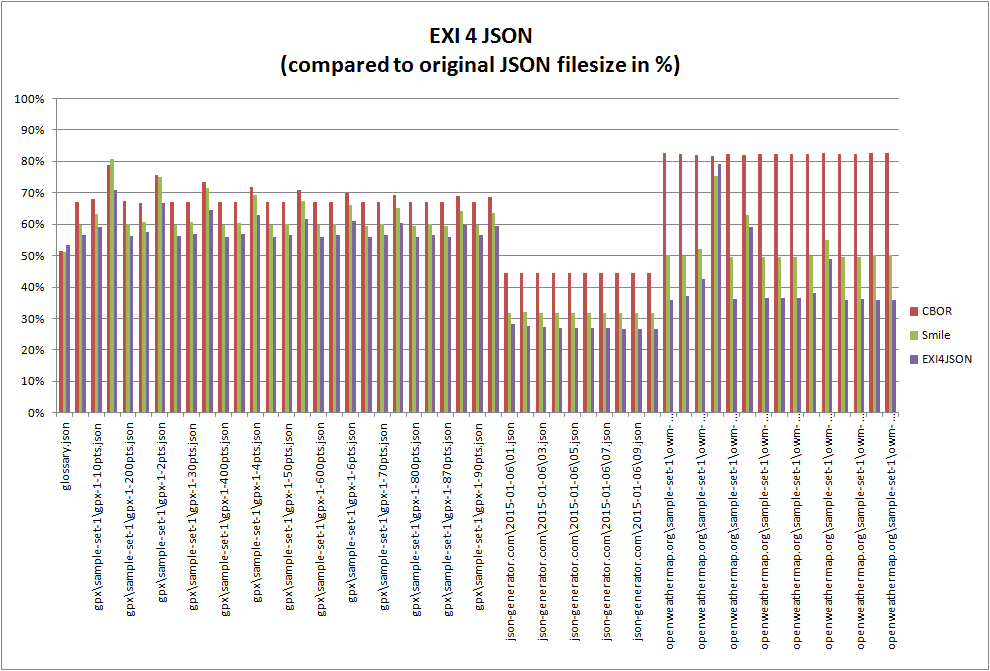 EXI 4 JSON
(compared to original JSON filesize in %)
100%
90%
80%
70%
60%
50%
40%
30%
20%
10%
0%
CBOR
Smile
EXI4JSON
glossary.json
gpx\sample-set-1\gpx-1-10pts.json
gpx\sample-set-1\gpx-1-200pts.json
gpx\sample-set-1\gpx-1-2pts.json
gpx\sample-set-1\gpx-1-30pts.json
gpx\sample-set-1\gpx-1-400pts.json
gpx\sample-set-1\gpx-1-4pts.json
gpx\sample-set-1\gpx-1-50pts.json
gpx\sample-set-1\gpx-1-600pts.json
gpx\sample-set-1\gpx-1-6pts.json
gpx\sample-set-1\gpx-1-70pts.json
gpx\sample-set-1\gpx-1-800pts.json
gpx\sample-set-1\gpx-1-870pts.json
gpx\sample-set-1\gpx-1-90pts.json
json-generator.com\2015-01-06\01.json
json-generator.com\2015-01-06\03.json
json-generator.com\2015-01-06\05.json
json-generator.com\2015-01-06\07.json
json-generator.com\2015-01-06\09.json
openweathermap.org\sample-set-1\owm-...
openweathermap.org\sample-set-1\owm-...
openweathermap.org\sample-set-1\owm-...
openweathermap.org\sample-set-1\owm-...
openweathermap.org\sample-set-1\owm-...
openweathermap.org\sample-set-1\owm-...
openweathermap.org\sample-set-1\owm-...
openweathermap.org\sample-set-1\owm-...